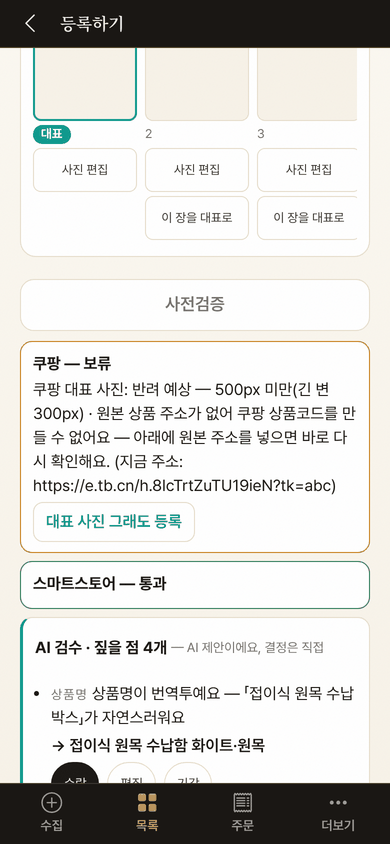 등록하기
대표
2
3
사진 편집
사진 편집
사진 편집
이 장을 대표로
이 장을 대표로
사전검증
쿠팡 — 보류
쿠팡 대표 사진: 반려 예상 — 500px 미만(긴 변
300px) · 원본 상품 주소가 없어 쿠팡 상품코드를 만
들 수 없어요 — 아래에 원본 주소를 넣으면 바로 다
시 확인해요. (지금 주소:
https://e.tb.cn/h.8IcTrtZuTU19ieN?tk=abc)
대표 사진 그래도 등록
스마트스토어 — 통과
AI 검수 · 짚을 점 4개 — AI 제안이에요, 결정은 직접
• 상품명 상품명이 번역투예요 — 「접이식 원목 수납
박스」가 자연스러워요
→ 접이식 원목 수납함 화이트·원목
수락
편집
수집
목록
주문
더보기